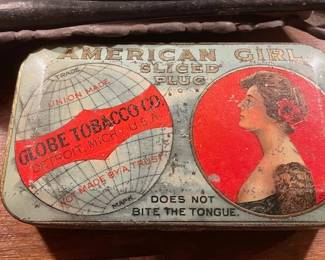 AMERICAN GIRL
SLICED
PLUG
TRADE
UNION MADE
GLOBE TOBACCO CO.
DETROIT, MICH. U.S.A.
NOT MADE BY A TRUST
MARK
DOES NOT
BITE THE TONGUE.